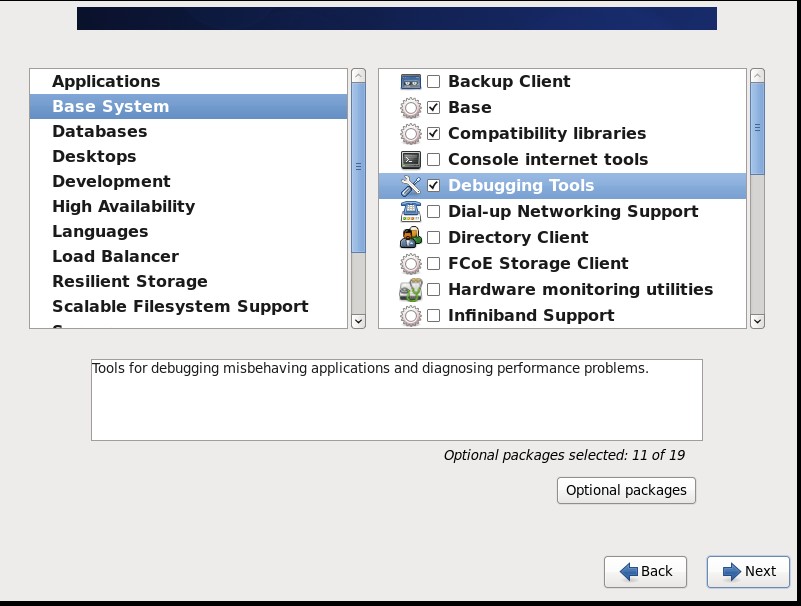 Applications
Base System
Databases
Desktops
Development
High Availability
Languages
Load Balancer
Resilient Storage
Scalable Filesystem Support
Backup Client
Base
Compatibility libraries
Console internet tools
Debugging Tools
Dial-up Networking Support
Directory Client
FCoE Storage Client
Hardware monitoring utilities
Infiniband Support
Tools for debugging misbehaving applications and diagnosing performance problems.
Optional packages selected: 11 of 19
Optional packages
Back
Next